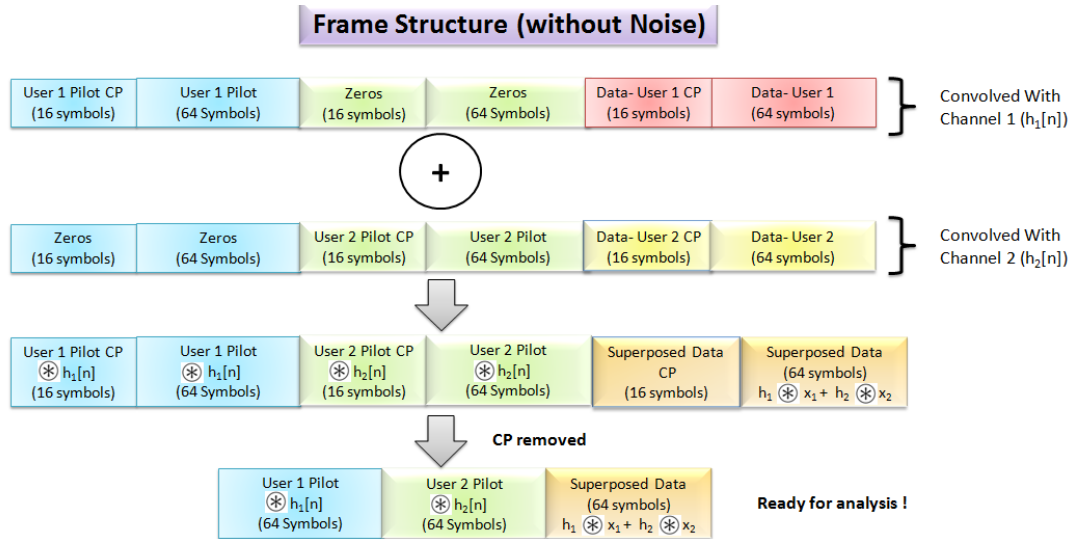 Frame Structure (without Noise)
User 1 Pilot CP
(16 symbols)
User 1 Pilot
(64 Symbols)
Zeros
(16 symbols)
Zeros
(64 Symbols)
Data- User 1 CP
(16 symbols)
Data- User 1
(64 symbols)
Convolved With
Channel 1 (h₁[n])
+
Zeros
(16 symbols)
Zeros
(64 Symbols)
User 2 Pilot CP
(16 symbols)
User 2 Pilot
(64 Symbols)
Data- User 2 CP
(16 symbols)
Data- User 2
(64 symbols)
Convolved With
Channel 2 (h₂[n])
User 1 Pilot CP
⊛ h₁[n]
(16 symbols)
User 1 Pilot
⊛ h₁[n]
(64 Symbols)
User 2 Pilot CP
⊛ h₂[n]
(16 symbols)
User 2 Pilot
⊛ h₂[n]
(64 Symbols)
Superposed Data
CP
(16 symbols)
Superposed Data
(64 symbols)
h₁ ⊛ x₁ + h₂ ⊛ x₂
CP removed
User 1 Pilot
⊛ h₁[n]
(64 Symbols)
User 2 Pilot
⊛ h₂[n]
(64 Symbols)
Superposed Data
(64 symbols)
h₁ ⊛ x₁ + h₂ ⊛ x₂
Ready for analysis !